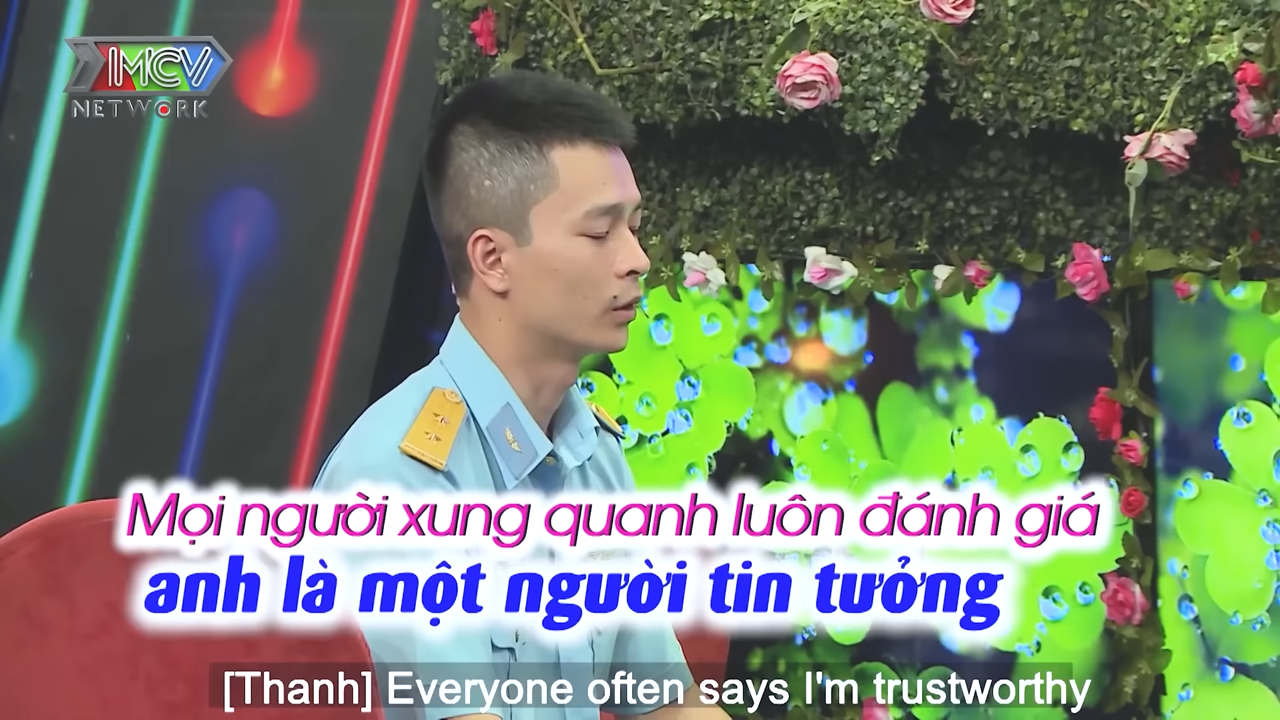 MCV
NETWORK
Mọi người xung quanh luôn đánh giá
anh là một người tin tưởng
[Thanh] Everyone often says I'm trustworthy